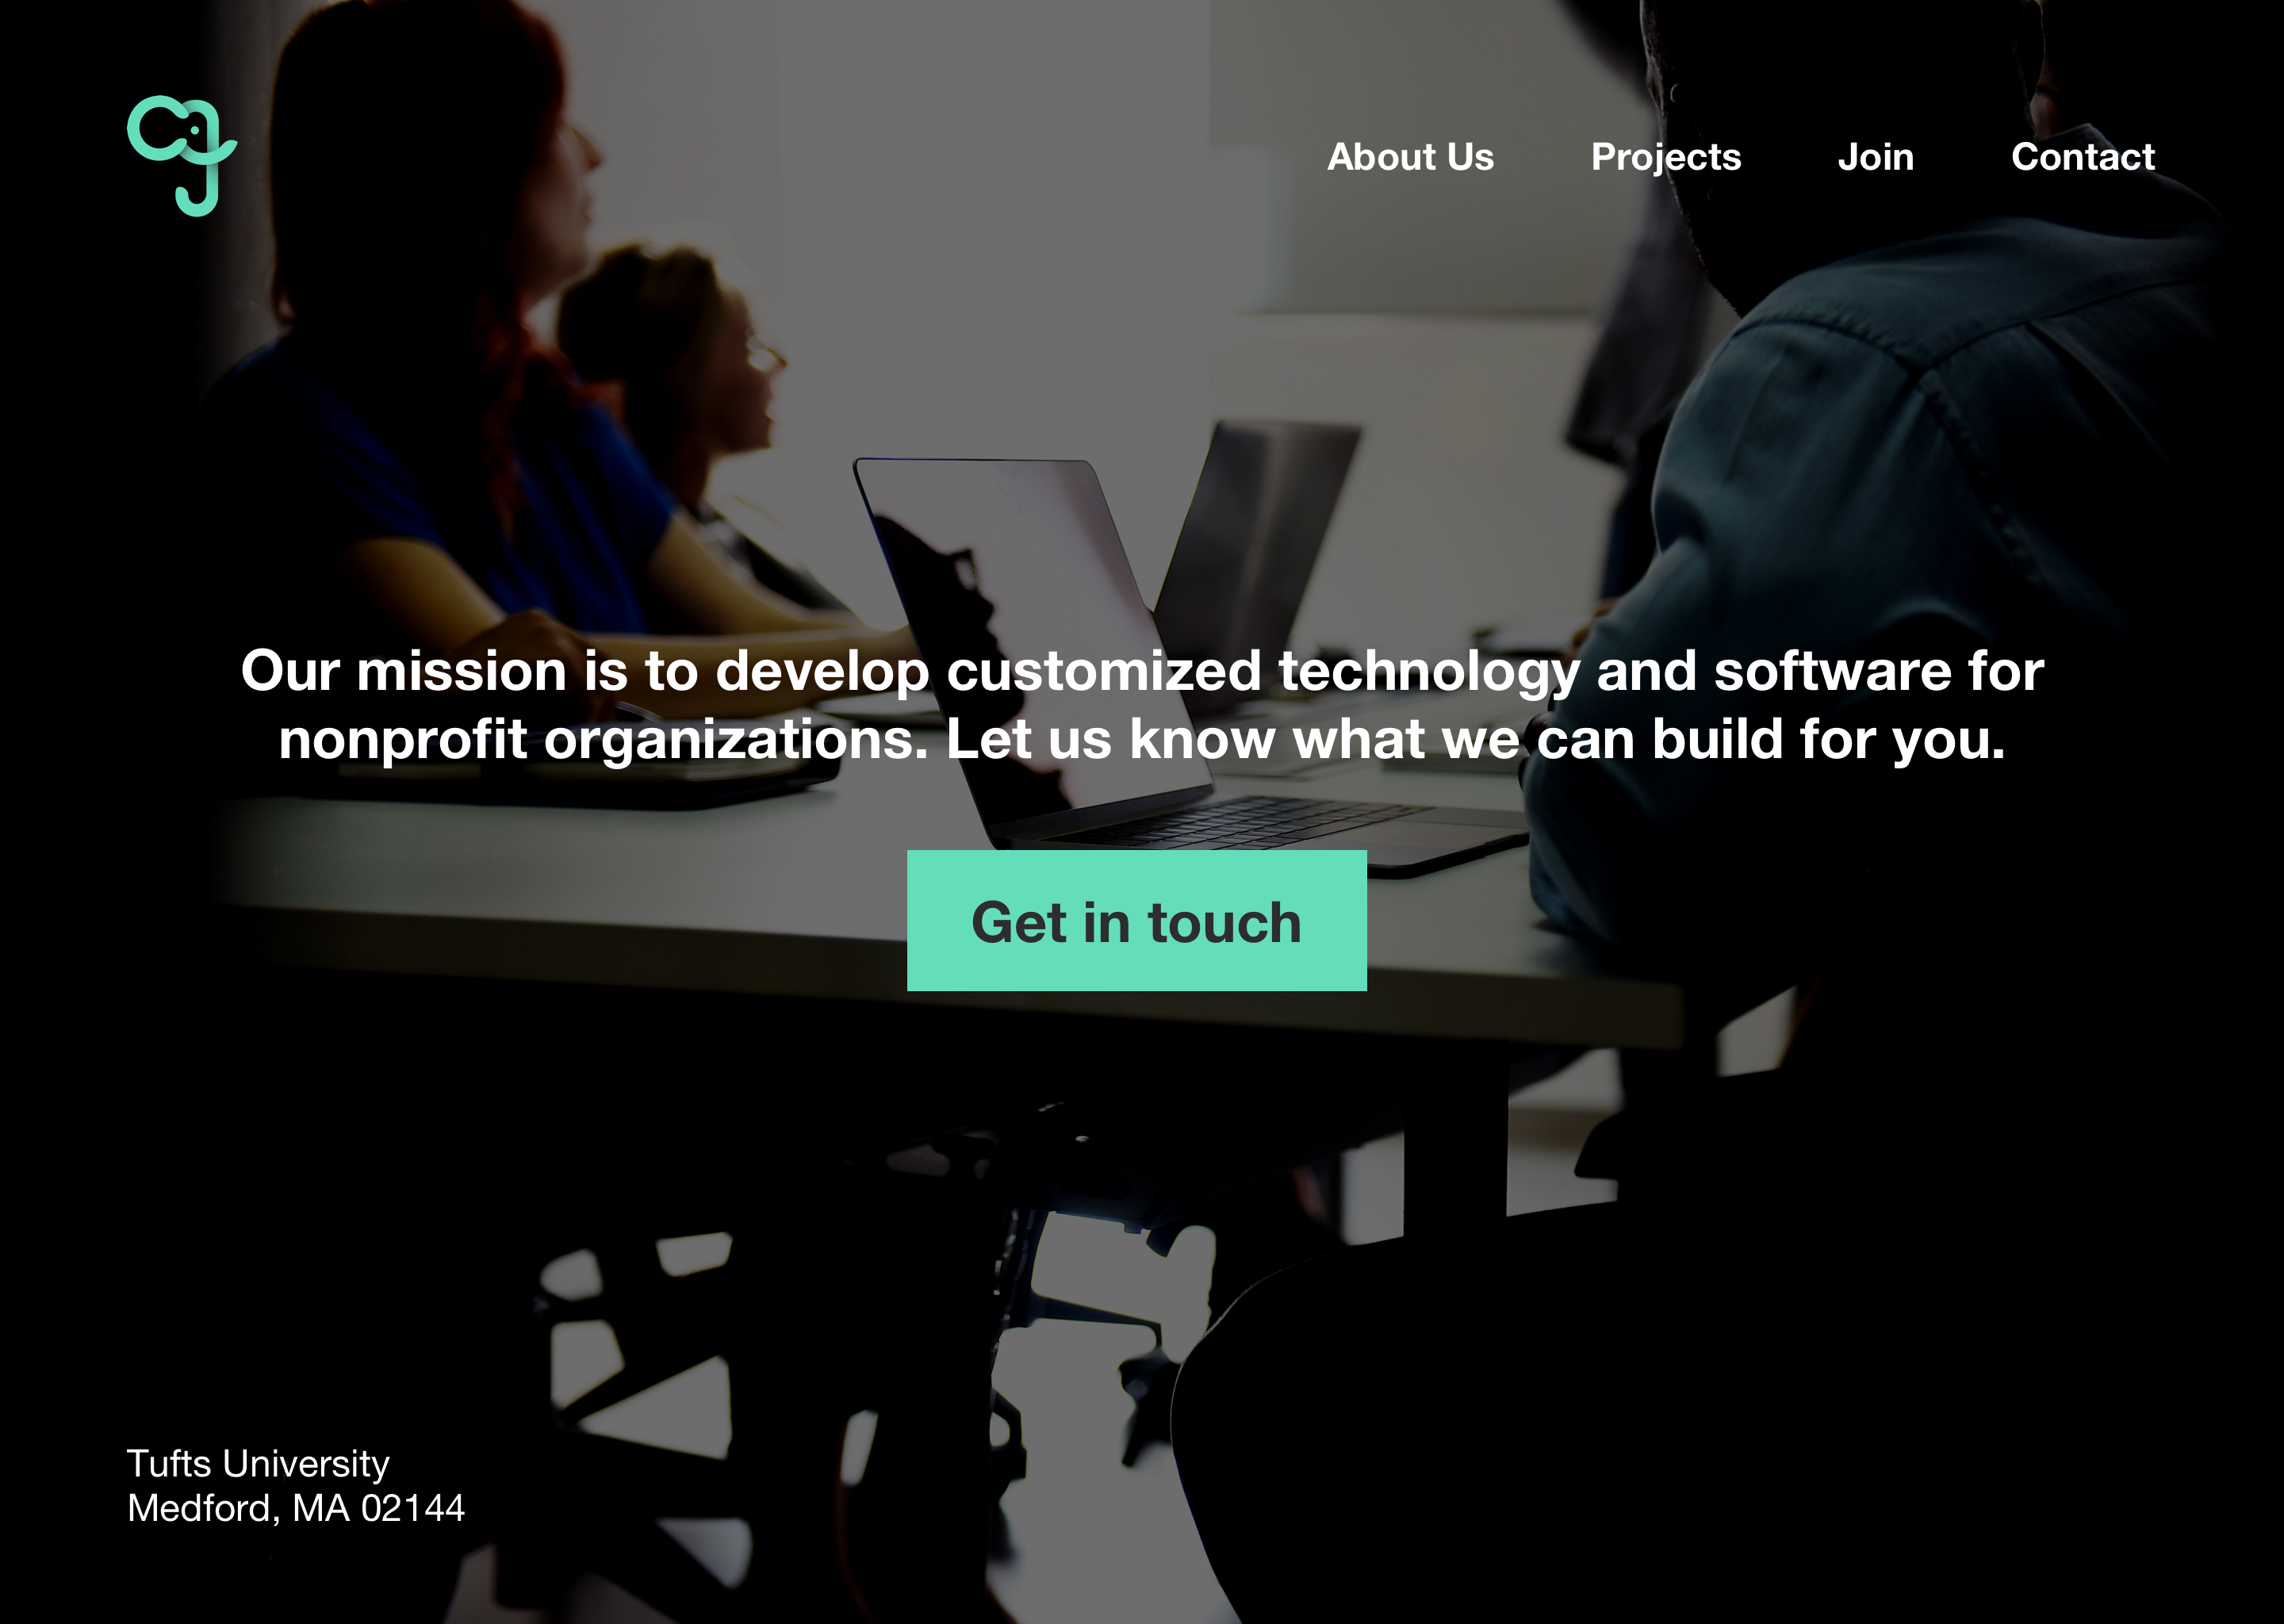 About Us
Projects
Join
Contact
Our mission is to develop customized technology and software for
nonprofit organizations. Let us know what we can build for you.
Get in touch
Tufts University
Medford, MA 02144